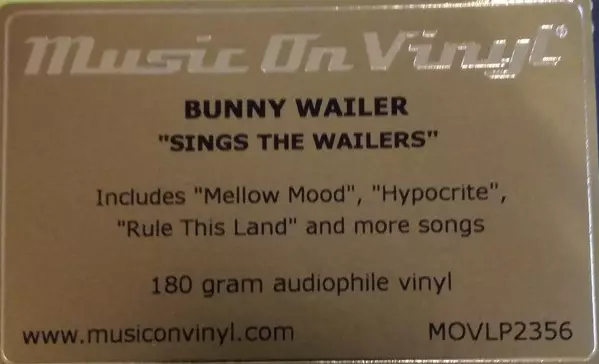 Music On Vinyl®
BUNNY WAILER
"SINGS THE WAILERS"
Includes "Mellow Mood", "Hypocrite",
"Rule This Land" and more songs
180 gram audiophile vinyl
www.musiconvinyl.com MOVLP2356